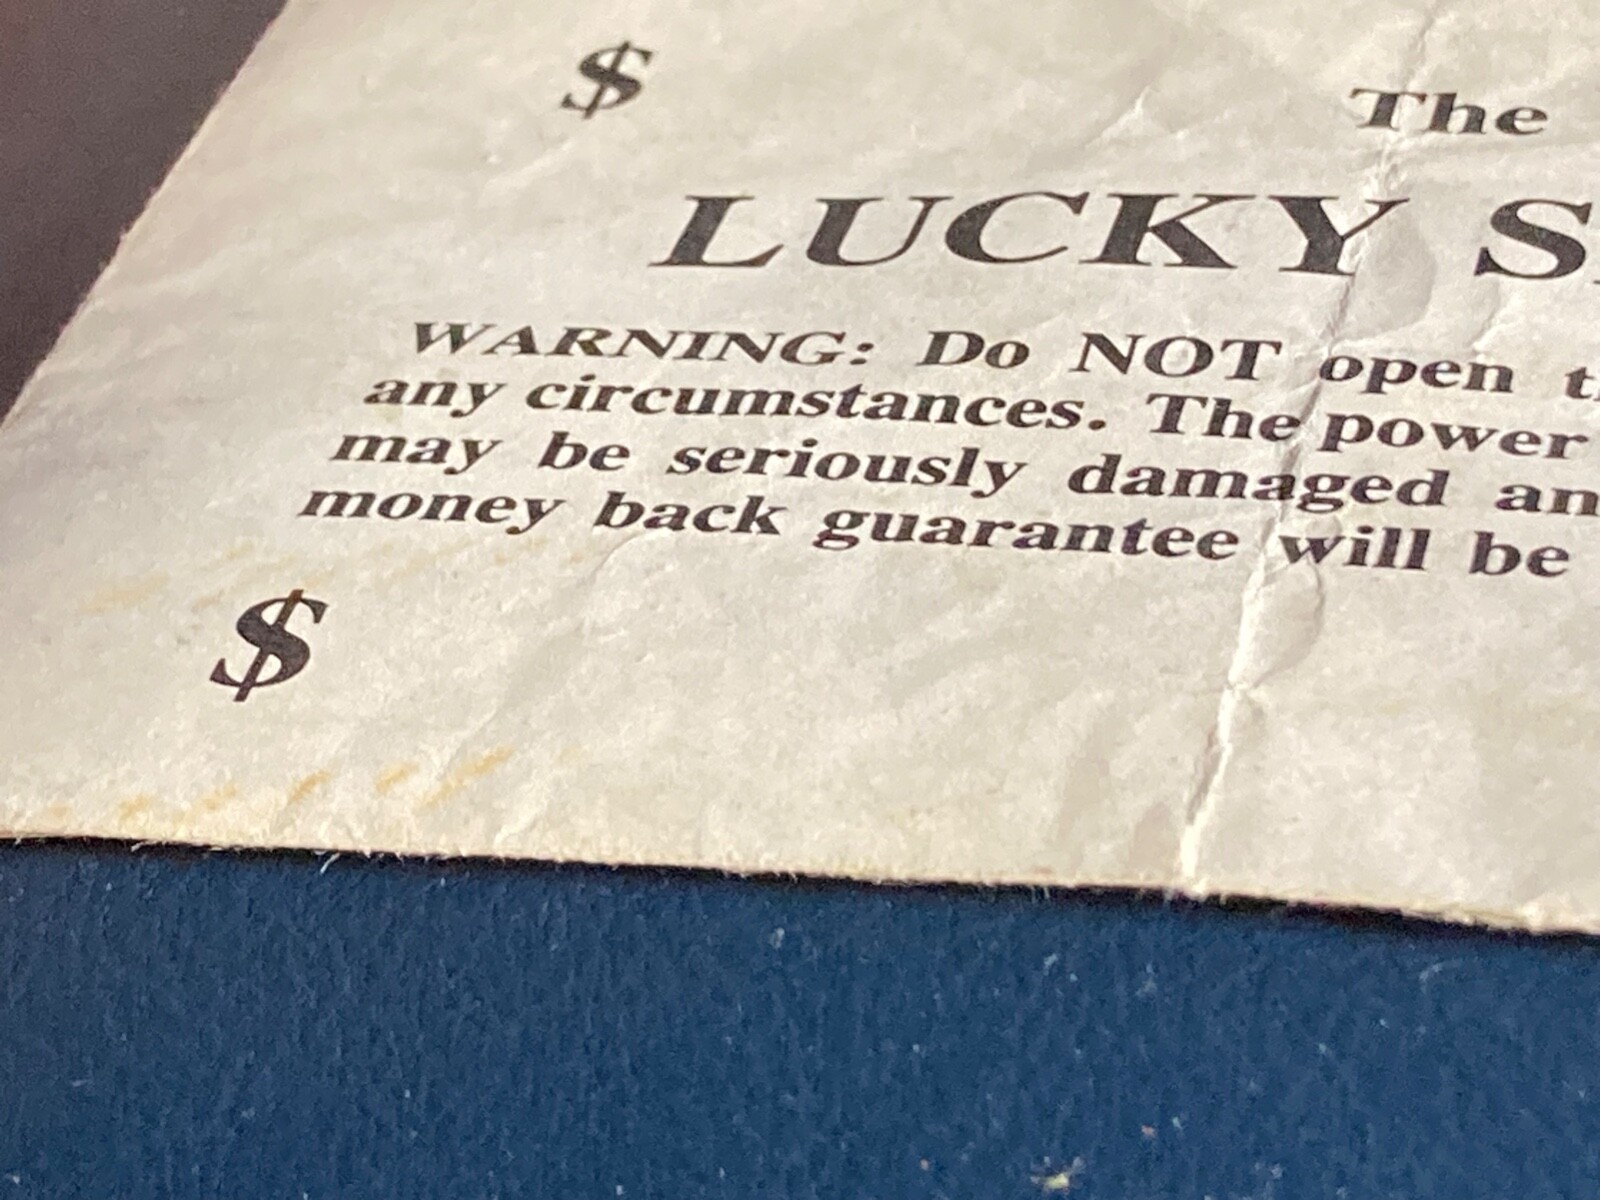 $
The
LUCKY S
WARNING: Do NOT open
any circumstances. The power
may be seriously damaged an
money back guarantee will be
$